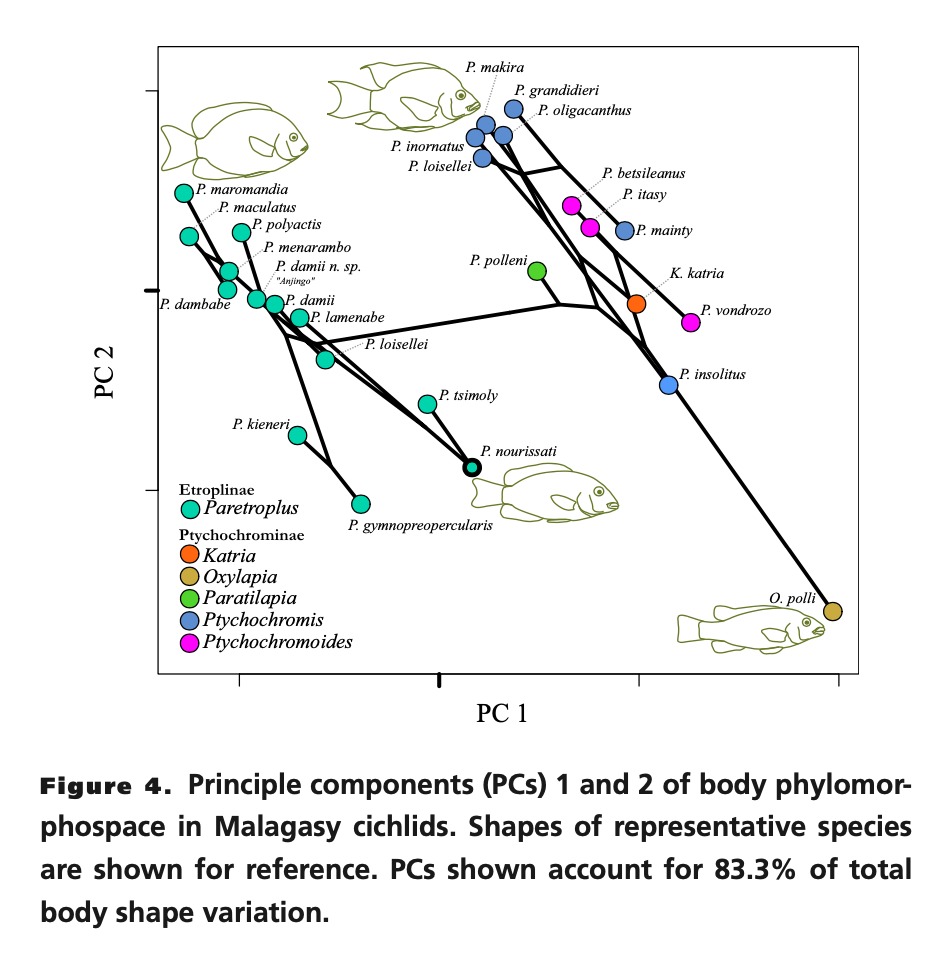 P. makira
P. grandidieri
P. oligacanthus
P. inornatus
P. loisellei
P. betsileanus
P. maromandia
P. itasy
P. maculatus
P. polyactis
P. mainty
P. menarambo
P. polleni
P. damii n. sp.
"Anjingo"
K. katria
P. dambabe
P. damii
P. vondrozo
P. lamenabe
P. loisellei
PC 2
P. insolitus
P. tsimoly
P. kieneri
P. nourissati
Etroplinae
Paretroplus
P. gymnopreopercularis
Ptychochrominae
Katria
Oxylapia
Paratilapia
Ptychochromis
Ptychochromoides
O. polli
PC 1
Figure 4. Principle components (PCs) 1 and 2 of body phylomor-
phospace in Malagasy cichlids. Shapes of representative species
are shown for reference. PCs shown account for 83.3% of total
body shape variation.